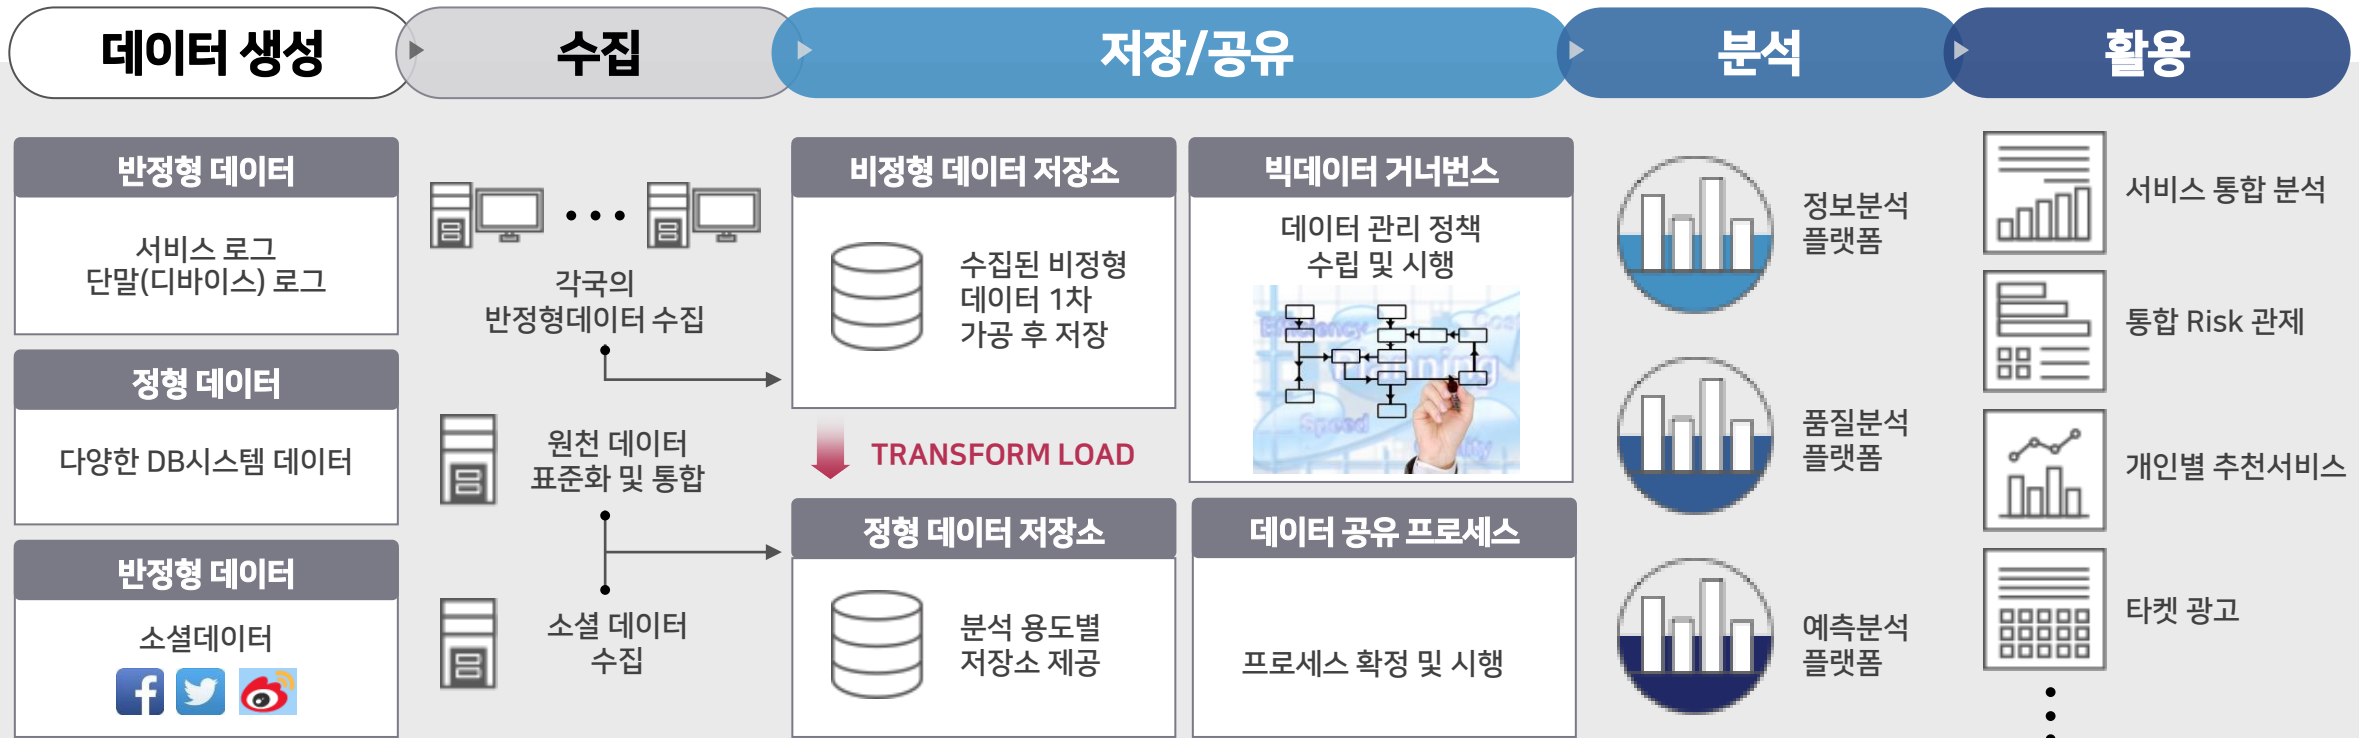 데이터 생성
수집
저장/공유
분석
활용
반정형 데이터
서비스 로그
단말(디바이스) 로그
정형 데이터
다양한 DB시스템 데이터
반정형 데이터
소셜데이터
각국의
반정형데이터 수집
원천 데이터
표준화 및 통합
소셜 데이터
수집
비정형 데이터 저장소
수집된 비정형
데이터 1차
가공 후 저장
TRANSFORM LOAD
정형 데이터 저장소
분석 용도별
저장소 제공
빅데이터 거너번스
데이터 관리 정책
수립 및 시행
Efficiency
Planning
Speed
데이터 공유 프로세스
프로세스 확정 및 시행
정보분석
플랫폼
품질분석
플랫폼
예측분석
플랫폼
서비스 통합 분석
통합 Risk 관제
개인별 추천서비스
타켓 광고